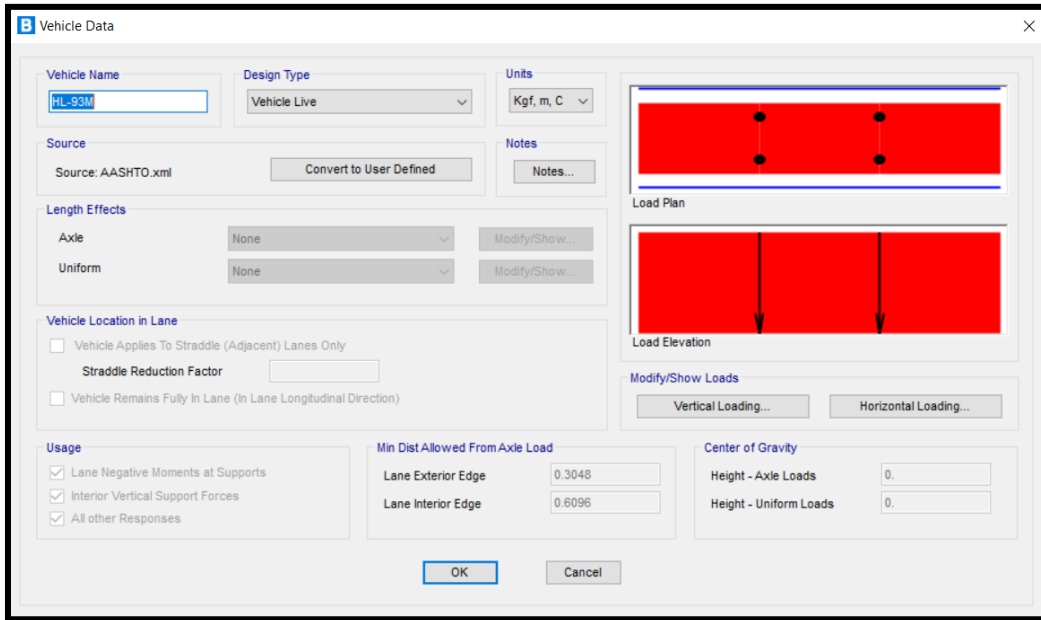 B Vehicle Data
Vehicle Name
HL-93M
Design Type
Vehicle Live
Units
Kgf, m, C
Source
Source: AASHTO.xml
Convert to User Defined
Notes
Notes...
Length Effects
Axle
None
Modify/Show...
Uniform
None
Modify/Show...
Vehicle Location in Lane
Vehicle Applies To Straddle (Adjacent) Lanes Only
Straddle Reduction Factor
Vehicle Remains Fully In Lane (In Lane Longitudinal Direction)
Load Plan
Load Elevation
Modify/Show Loads
Vertical Loading...
Horizontal Loading...
Usage
Lane Negative Moments at Supports
Interior Vertical Support Forces
All other Responses
Min Dist Allowed From Axle Load
Lane Exterior Edge
0.3048
Lane Interior Edge
0.6096
Center of Gravity
Height - Axle Loads
0.
Height - Uniform Loads
0.
OK
Cancel